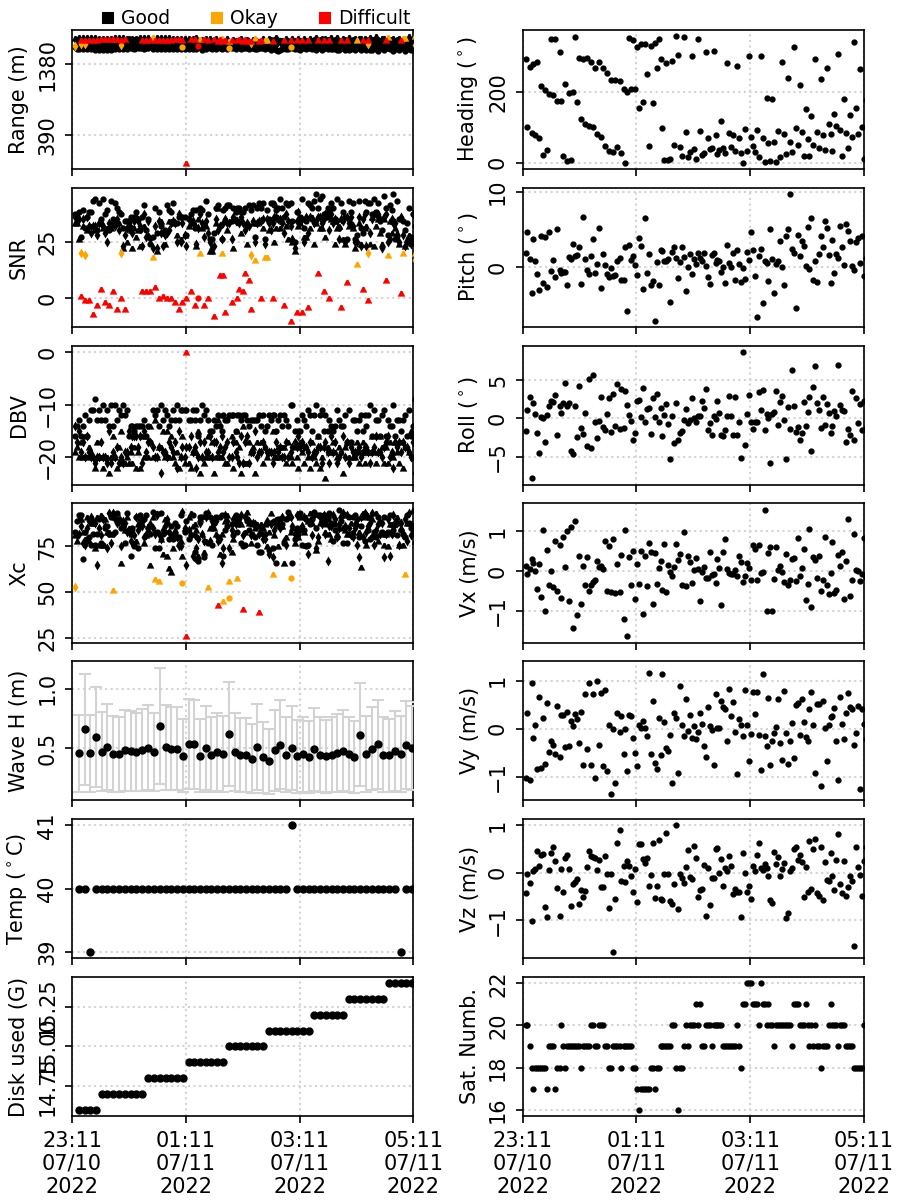 Good Okay Difficult
Range (m)
1380
390
Heading (°)
200
0
SNR
25
0
Pitch (°)
10
0
DBV
0
−10
−20
Roll (°)
5
0
−5
Xc
75
50
25
Vx (m/s)
1
0
−1
Wave H (m)
1.0
0.5
Vy (m/s)
1
0
−1
Temp (°C)
41
40
39
Vz (m/s)
1
0
−1
Disk used (G)
15.25
15.00
14.75
Sat. Numb.
22
20
18
16
23:11 01:11 03:11 05:11
07/10 07/11 07/11 07/11
2022 2022 2022 2022
23:11 01:11 03:11 05:11
07/10 07/11 07/11 07/11
2022 2022 2022 2022